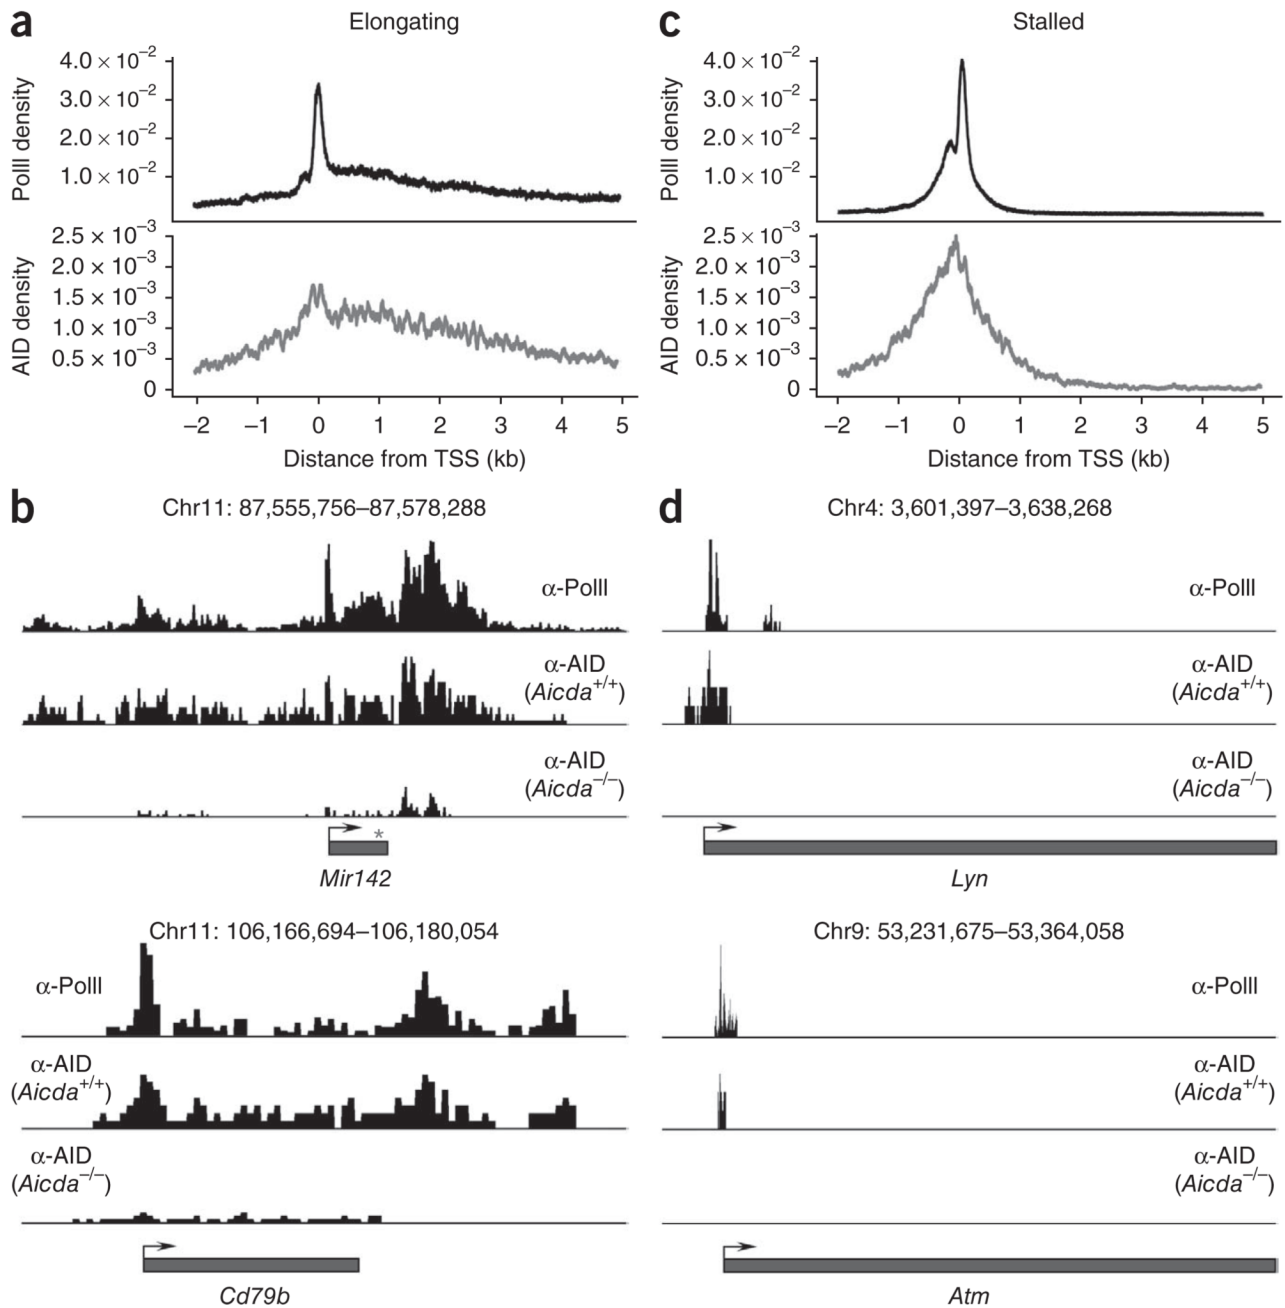 a
Elongating
PolII density
4.0 × 10⁻²
3.0 × 10⁻²
2.0 × 10⁻²
1.0 × 10⁻²
AID density
2.5 × 10⁻³
2.0 × 10⁻³
1.5 × 10⁻³
1.0 × 10⁻³
0.5 × 10⁻³
0
–2 –1 0 1 2 3 4 5
Distance from TSS (kb)
c
Stalled
PolII density
4.0 × 10⁻²
3.0 × 10⁻²
2.0 × 10⁻²
1.0 × 10⁻²
AID density
2.5 × 10⁻³
2.0 × 10⁻³
1.5 × 10⁻³
1.0 × 10⁻³
0.5 × 10⁻³
0
–2 –1 0 1 2 3 4 5
Distance from TSS (kb)
b
Chr11: 87,555,756–87,578,288
α-PolII
α-AID
(Aicda⁺/⁺)
α-AID
(Aicda⁻/⁻)
*
Mir142
Chr11: 106,166,694–106,180,054
α-PolII
α-AID
(Aicda⁺/⁺)
α-AID
(Aicda⁻/⁻)
Cd79b
d
Chr4: 3,601,397–3,638,268
α-PolII
α-AID
(Aicda⁺/⁺)
α-AID
(Aicda⁻/⁻)
Lyn
Chr9: 53,231,675–53,364,058
α-PolII
α-AID
(Aicda⁺/⁺)
α-AID
(Aicda⁻/⁻)
Atm